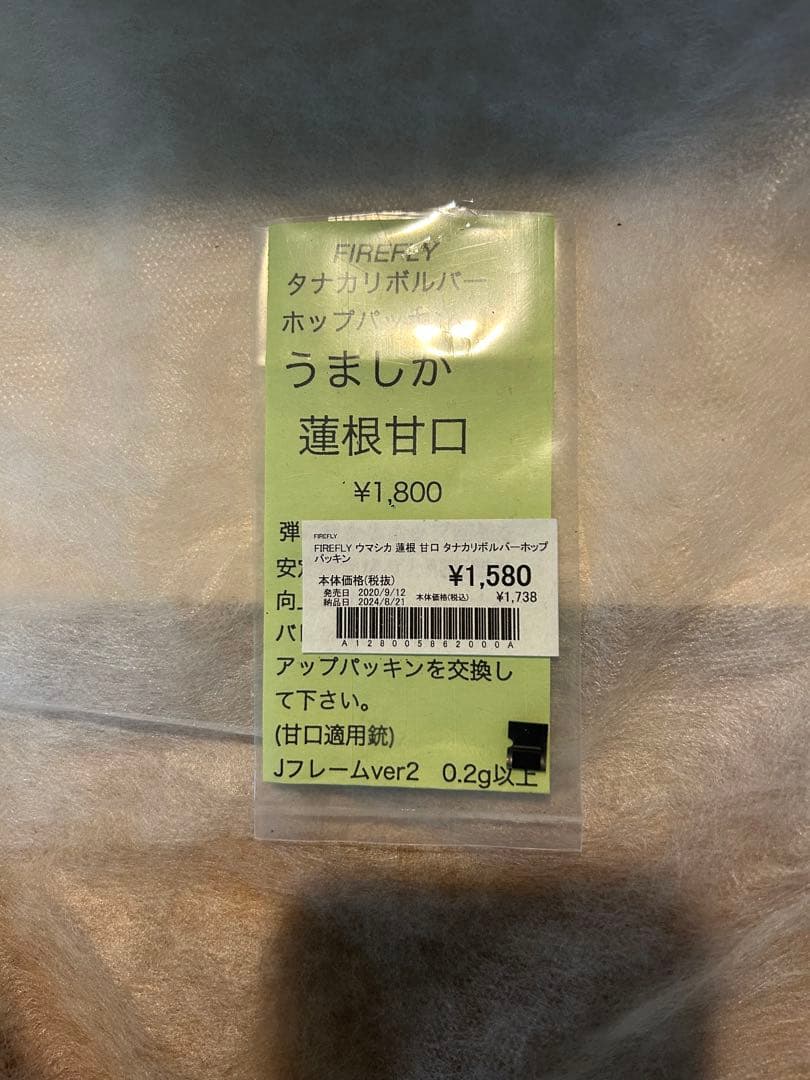 FIREFLY
タナカリボルバー
ホップパッキン
うましか
蓮根甘口
¥1,800
弾
安定
向上
バ
FIREFLY
FIREFLY ウマシカ 蓮根 甘口 タナカリボルバーホップ
パッキン
本体価格(税抜) ¥1,580
発売日 2020/9/12 本体価格(税込) ¥1,738
納品日 2024/8/21
A128005862000A
アップパッキンを交換し
て下さい。
(甘口適用銃)
Jフレームver2 0.2g以上